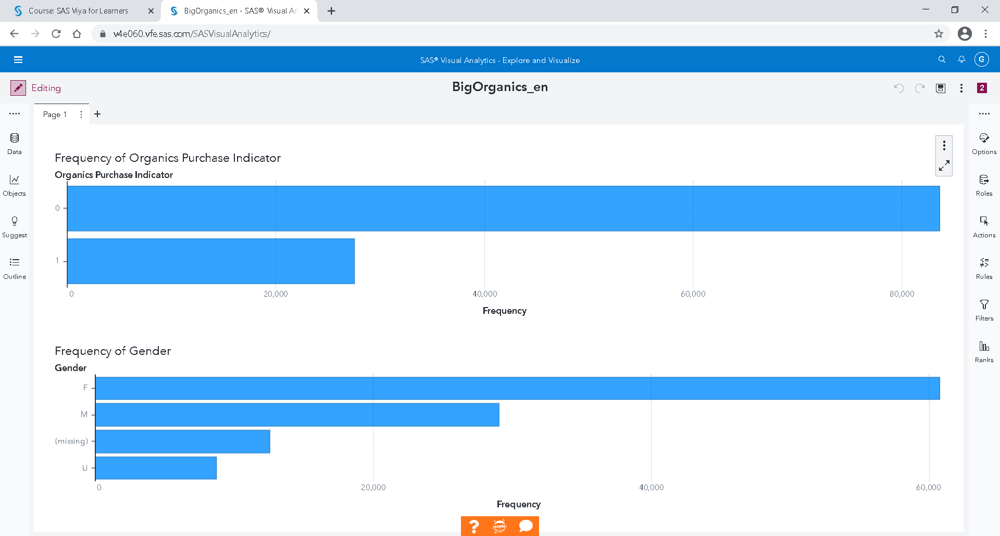 Course: SAS Viya for Learners
BigOrganics_en - SAS® Visual An
v4e060.vfe.sas.com/SASVisualAnalytics/
SAS® Visual Analytics - Explore and Visualize
G
Editing
BigOrganics_en
2
Page 1
Data
Objects
Suggest
Outline
Frequency of Organics Purchase Indicator
Organics Purchase Indicator
0
1
0 20,000 40,000 60,000 80,000
Frequency
Frequency of Gender
Gender
F
M
(missing)
U
0 20,000 40,000 60,000
Frequency
Options
Roles
Actions
Rules
Filters
Ranks
?
jupyter